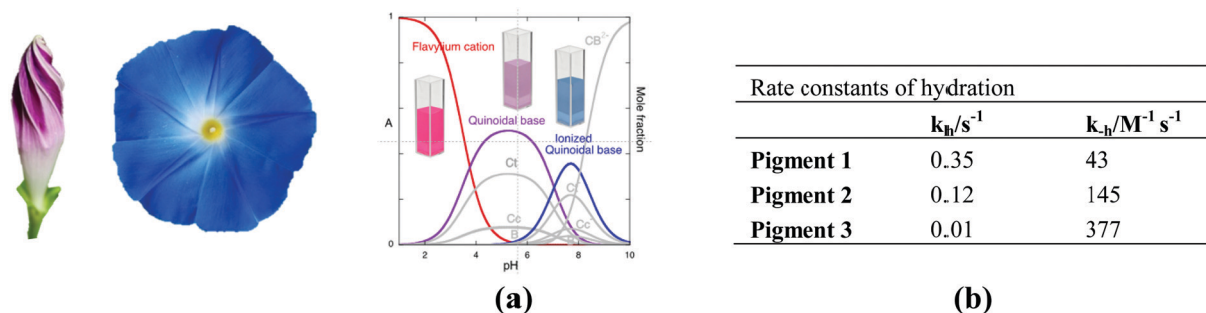 1
Flavylium cation
CB²⁻
A
Quinoidal base
Ionized
Quinoidal base
Mole fraction
Ct
Cc
B
Cc⁻
0
2
4
6
8
10
pH
(a)
Rate constants of hydration
kh/s⁻¹ k-h/M⁻¹ s⁻¹
Pigment 1 0.35 43
Pigment 2 0.12 145
Pigment 3 0.01 377
(b)